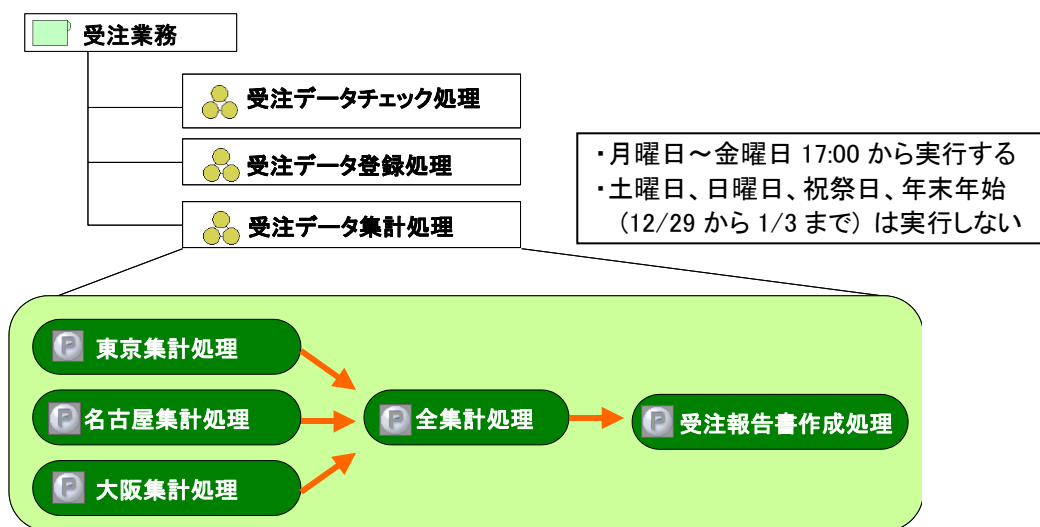 受注業務
受注データチェック処理
受注データ登録処理
受注データ集計処理
・月曜日～金曜日 17:00 から実行する
・土曜日、日曜日、祝祭日、年末年始
(12/29 から 1/3 まで) は実行しない
P 東京集計処理
P 名古屋集計処理
P 大阪集計処理
P 全集計処理
P 受注報告書作成処理